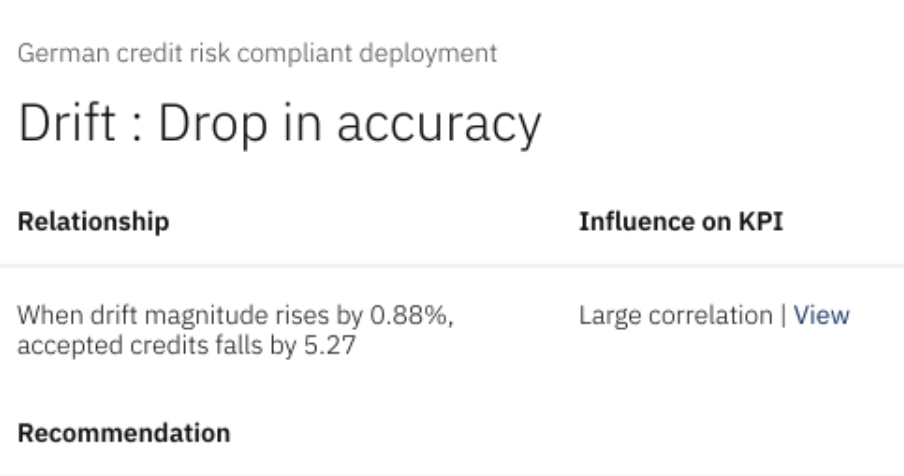 German credit risk compliant deployment
Drift : Drop in accuracy
Relationship
Influence on KPI
When drift magnitude rises by 0.88%,
accepted credits falls by 5.27
Large correlation | View
Recommendation